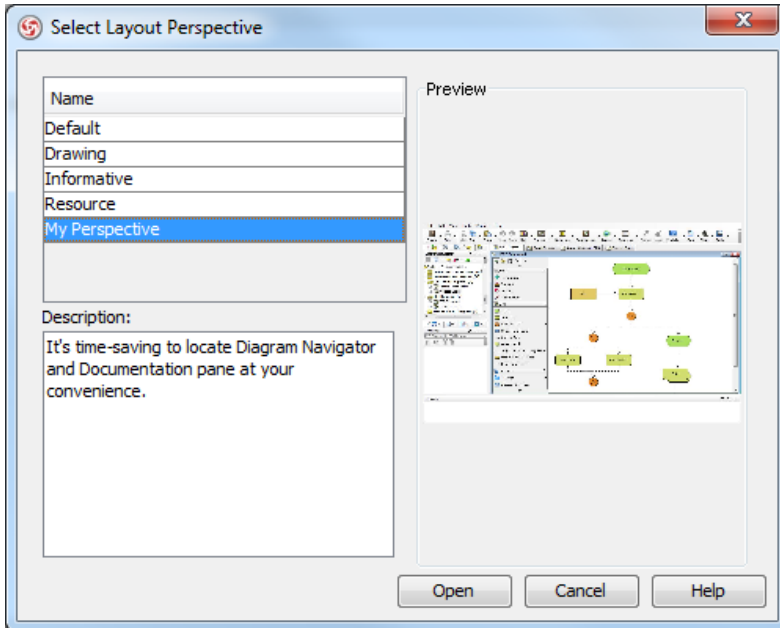 Select Layout Perspective
Name
Default
Drawing
Informative
Resource
My Perspective
Description:
It's time-saving to locate Diagram Navigator
and Documentation pane at your
convenience.
Preview
Open
Cancel
Help